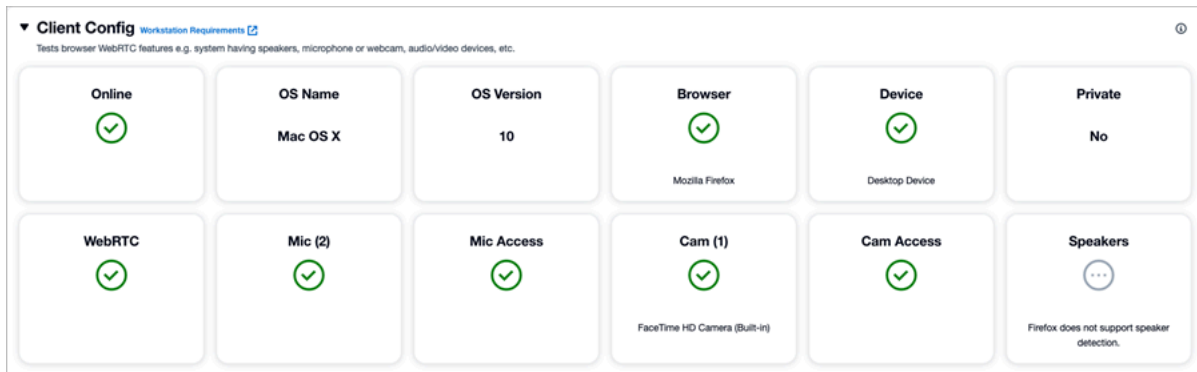 Client Config Workstation Requirements
Tests browser WebRTC features e.g. system having speakers, microphone or webcam, audio/video devices, etc.
Online
OS Name
Mac OS X
OS Version
10
Browser
Mozilla Firefox
Device
Desktop Device
Private
No
WebRTC
Mic (2)
Mic Access
Cam (1)
FaceTime HD Camera (Built-in)
Cam Access
Speakers
Firefox does not support speaker
detection.